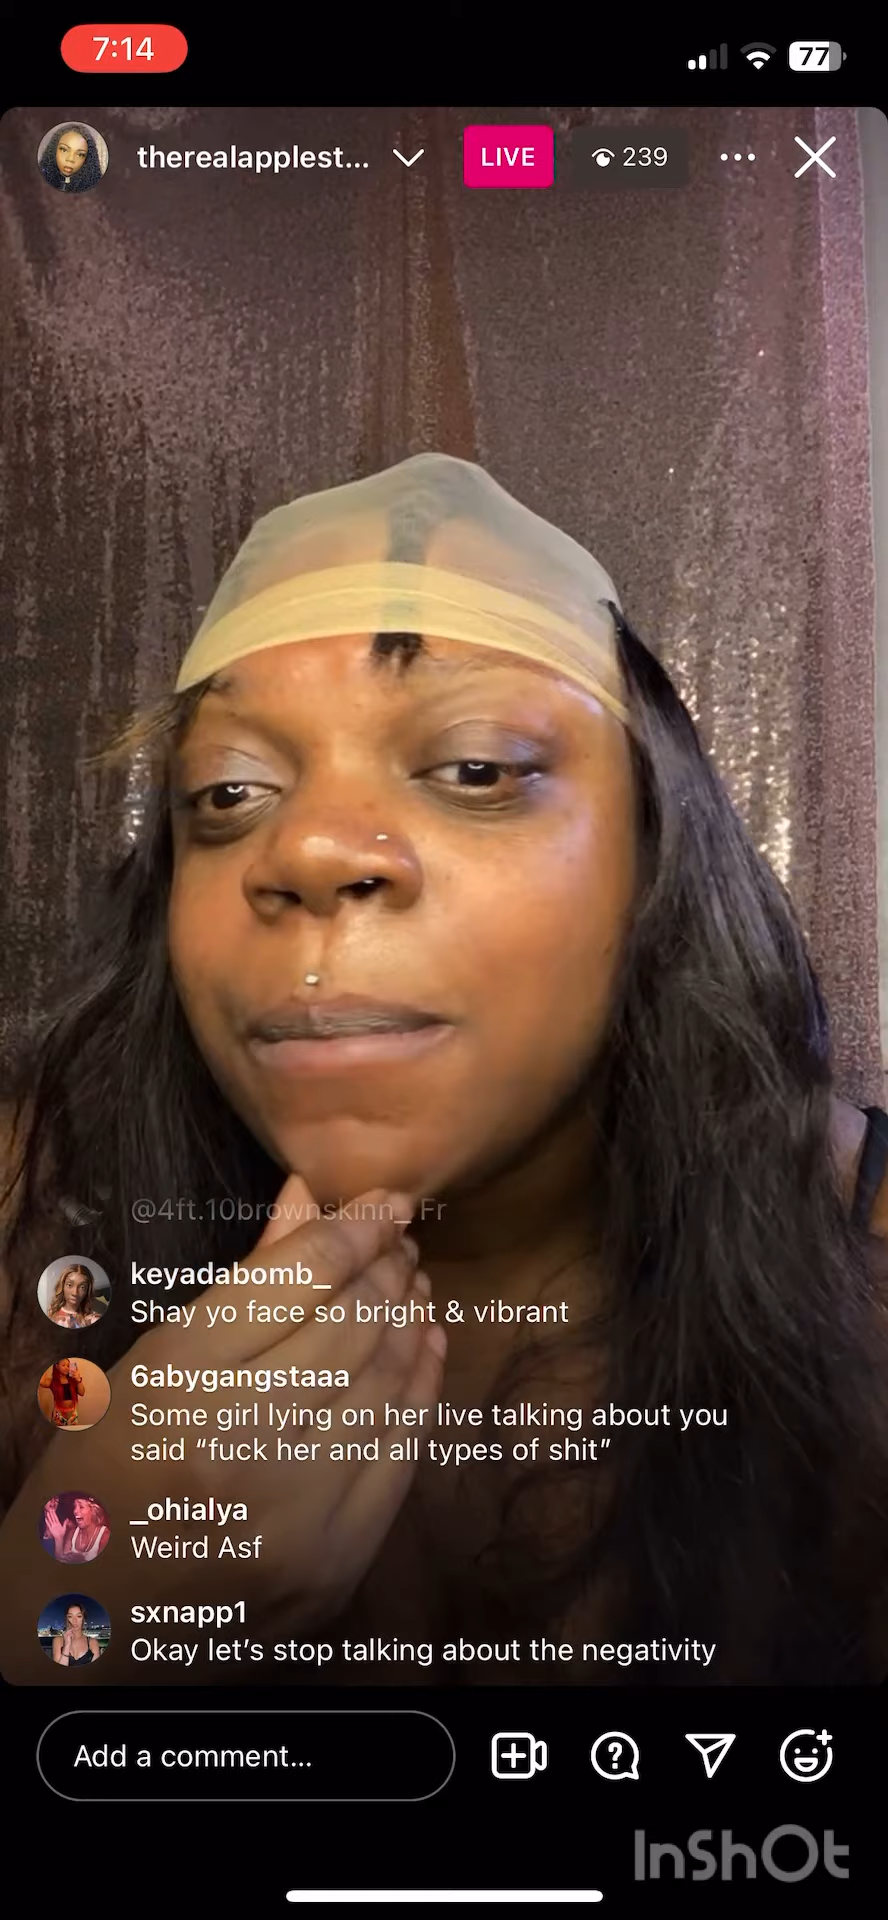 7:14
77
therealapplest...
LIVE
239
@4ft.10brownskinn_ Fr
keyadabomb_
Shay yo face so bright & vibrant
6abygangstaaa
Some girl lying on her live talking about you
said “fuck her and all types of shit”
_ohialya
Weird Asf
sxnapp1
Okay let’s stop talking about the negativity
Add a comment...
InShOt